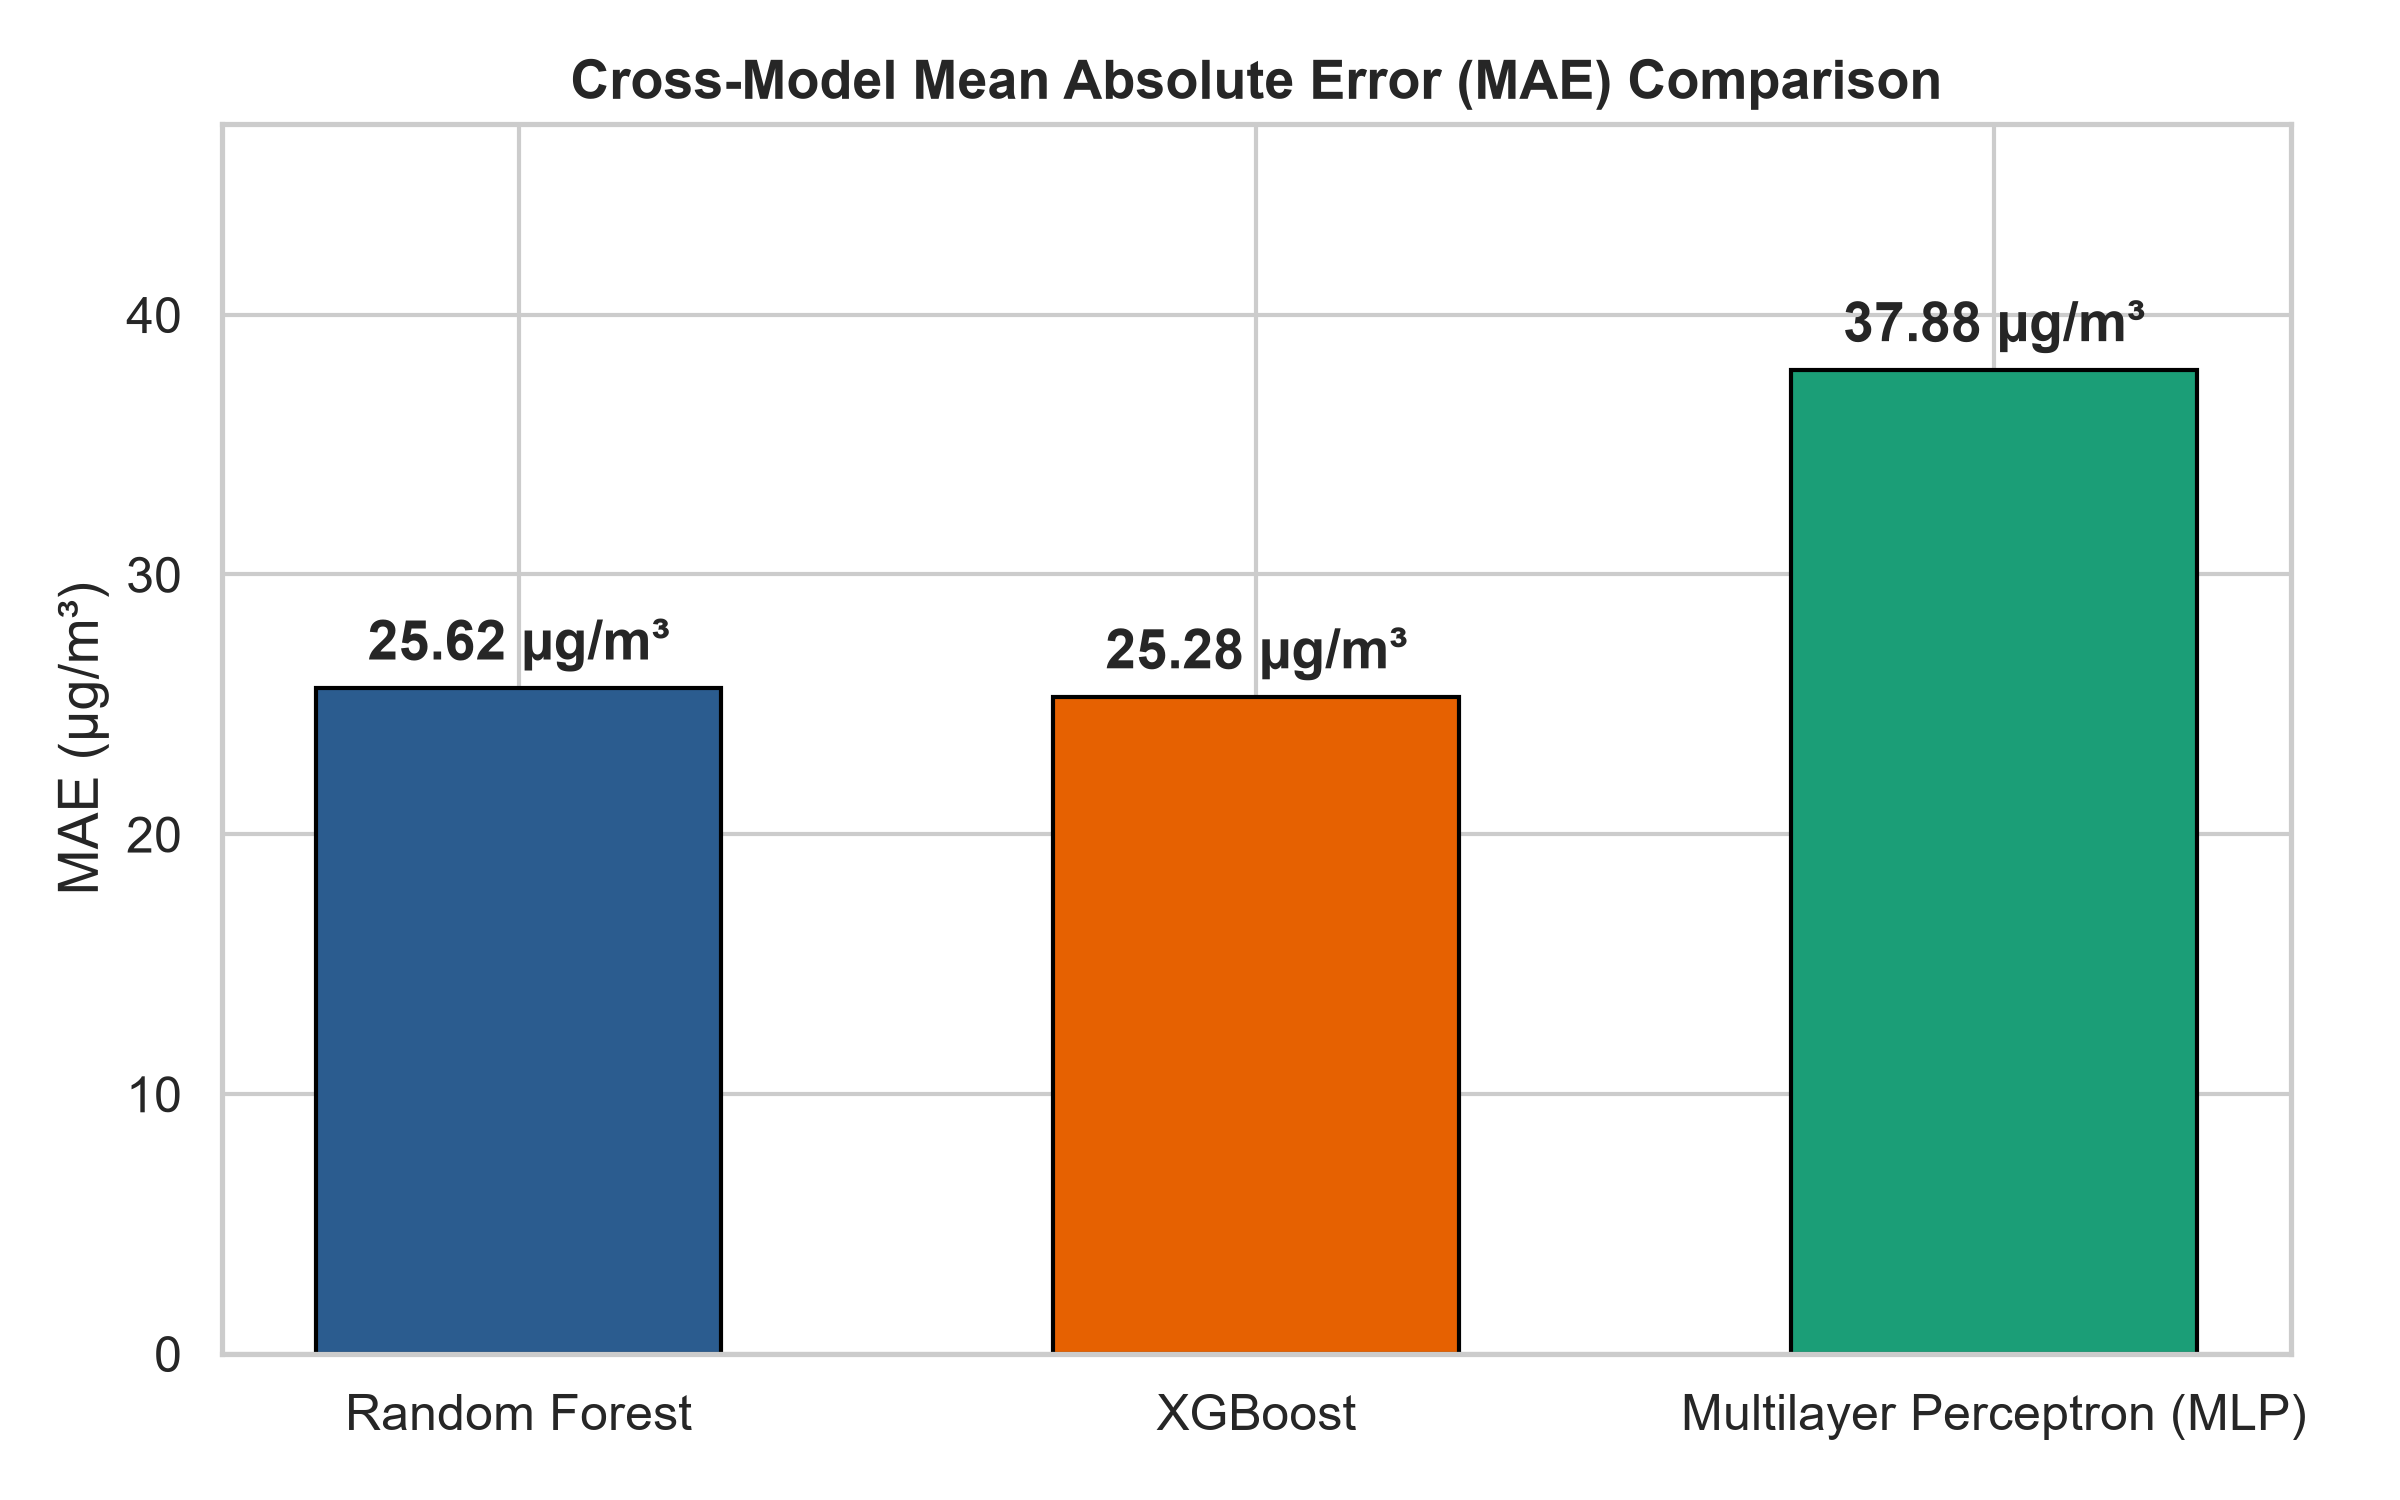 Cross-Model Mean Absolute Error (MAE) Comparison
MAE (µg/m³)
40
30
20
10
0
25.62 µg/m³
25.28 µg/m³
37.88 µg/m³
Random Forest
XGBoost
Multilayer Perceptron (MLP)